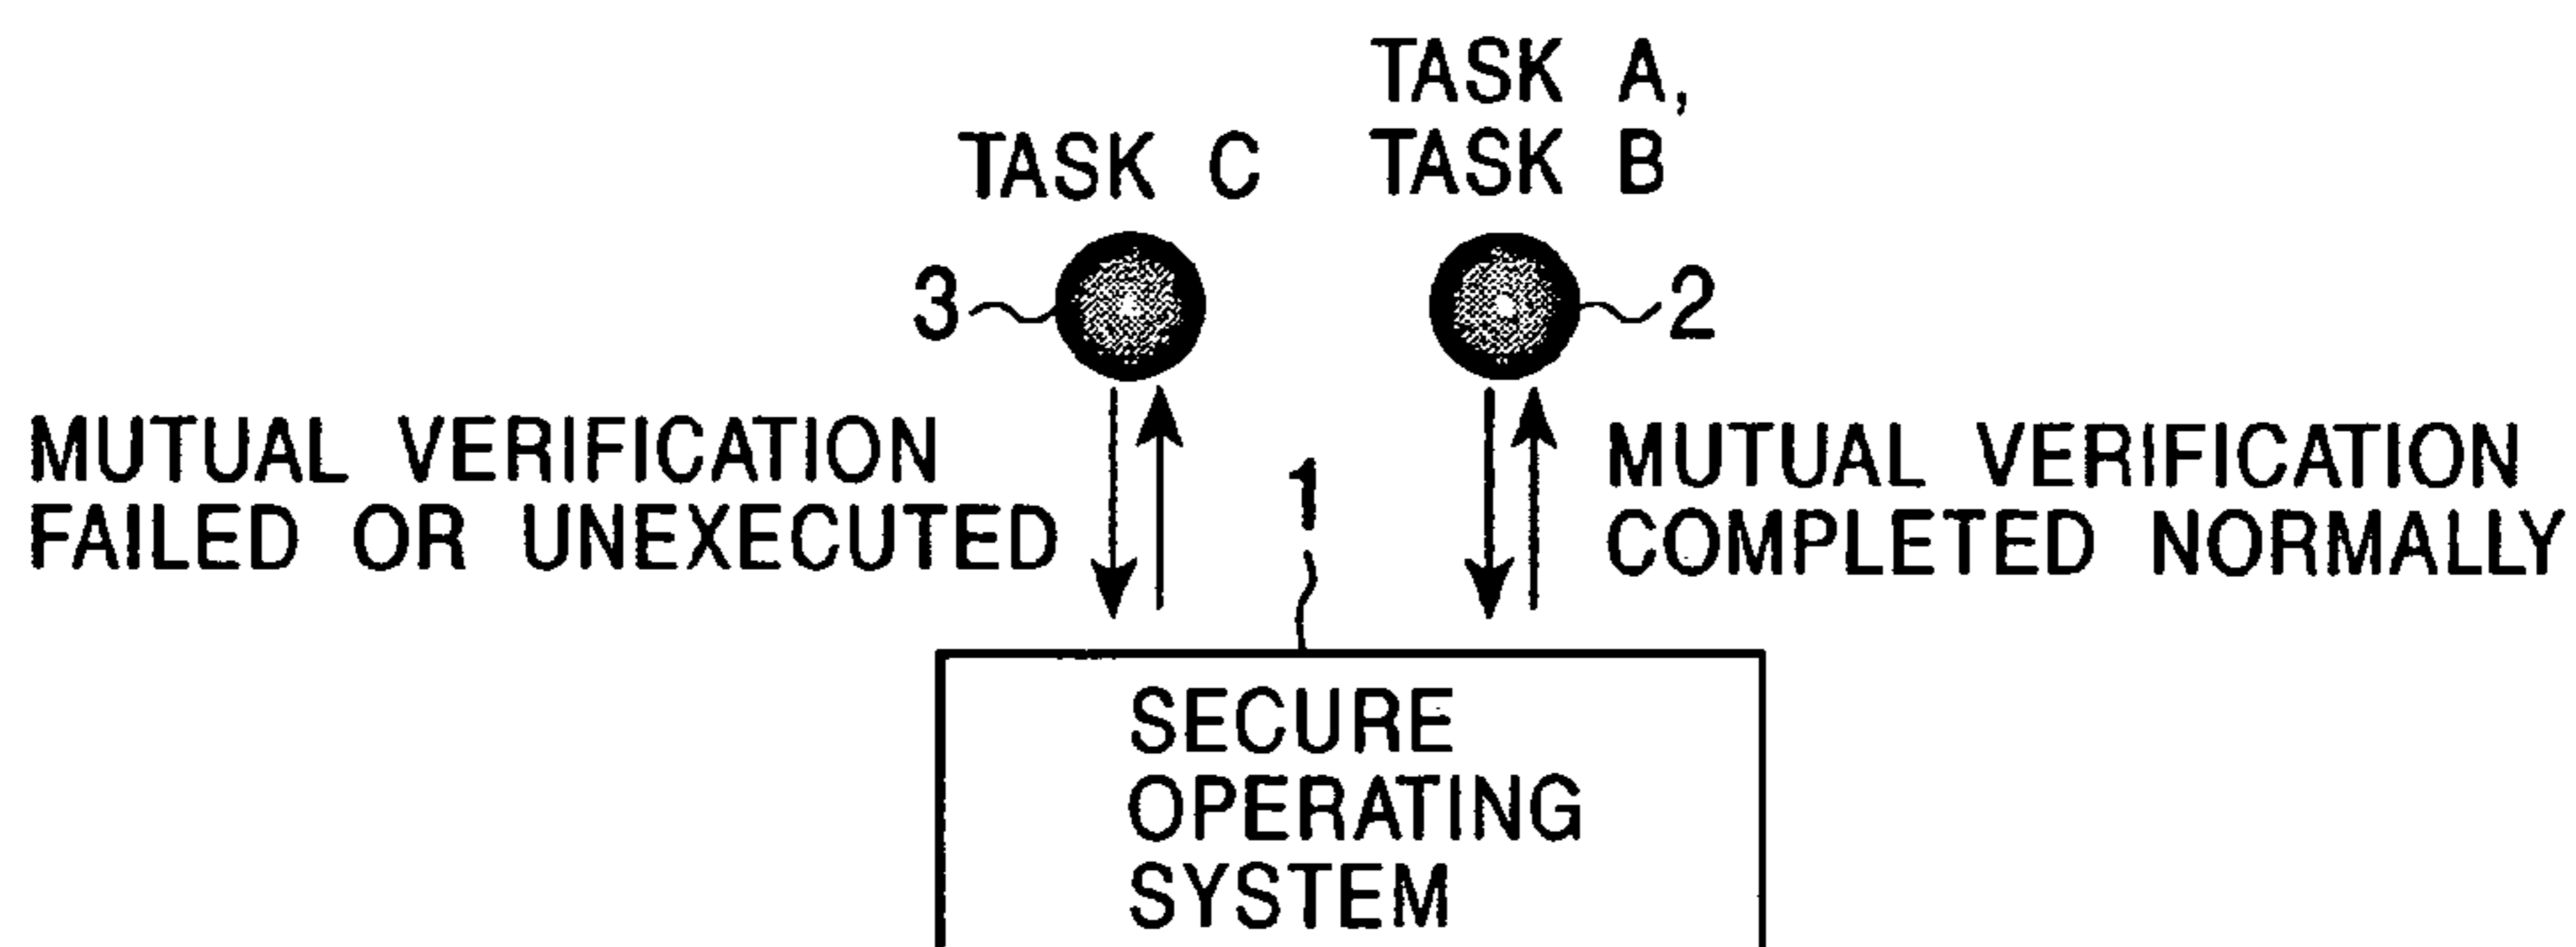 TASK A,
TASK C TASK B
3 2
MUTUAL VERIFICATION
FAILED OR UNEXECUTED
1
MUTUAL VERIFICATION
COMPLETED NORMALLY
SECURE
OPERATING
SYSTEM